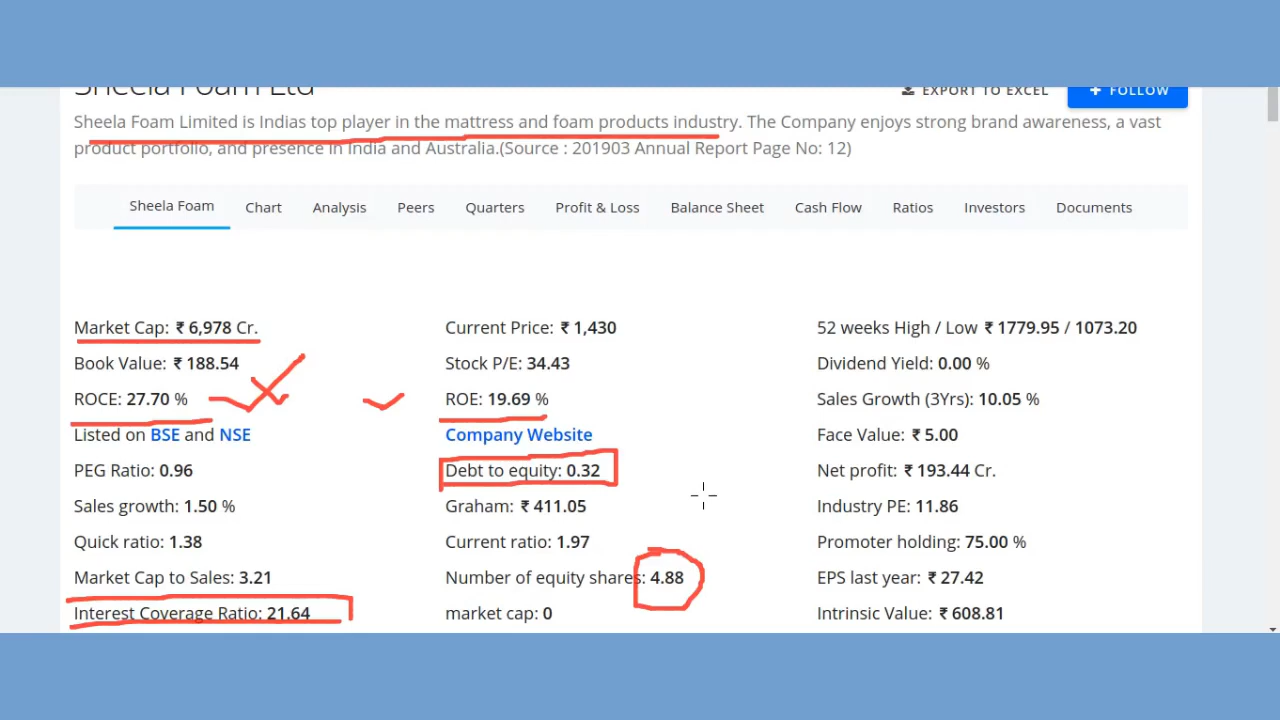 Sheela Foam Ltd
EXPORT TO EXCEL
+ FOLLOW
Sheela Foam Limited is Indias top player in the mattress and foam products industry. The Company enjoys strong brand awareness, a vast
product portfolio, and presence in India and Australia.(Source : 201903 Annual Report Page No: 12)
Sheela Foam Chart Analysis Peers Quarters Profit & Loss Balance Sheet Cash Flow Ratios Investors Documents
Market Cap: ₹ 6,978 Cr. Current Price: ₹ 1,430 52 weeks High / Low ₹ 1779.95 / 1073.20
Book Value: ₹ 188.54 Stock P/E: 34.43 Dividend Yield: 0.00 %
ROCE: 27.70 % ROE: 19.69 % Sales Growth (3Yrs): 10.05 %
Listed on BSE and NSE Company Website Face Value: ₹ 5.00
PEG Ratio: 0.96 Debt to equity: 0.32 Net profit: ₹ 193.44 Cr.
Sales growth: 1.50 % Graham: ₹ 411.05 Industry PE: 11.86
Quick ratio: 1.38 Current ratio: 1.97 Promoter holding: 75.00 %
Market Cap to Sales: 3.21 Number of equity shares: 4.88 EPS last year: ₹ 27.42
Interest Coverage Ratio: 21.64 market cap: 0 Intrinsic Value: ₹ 608.81